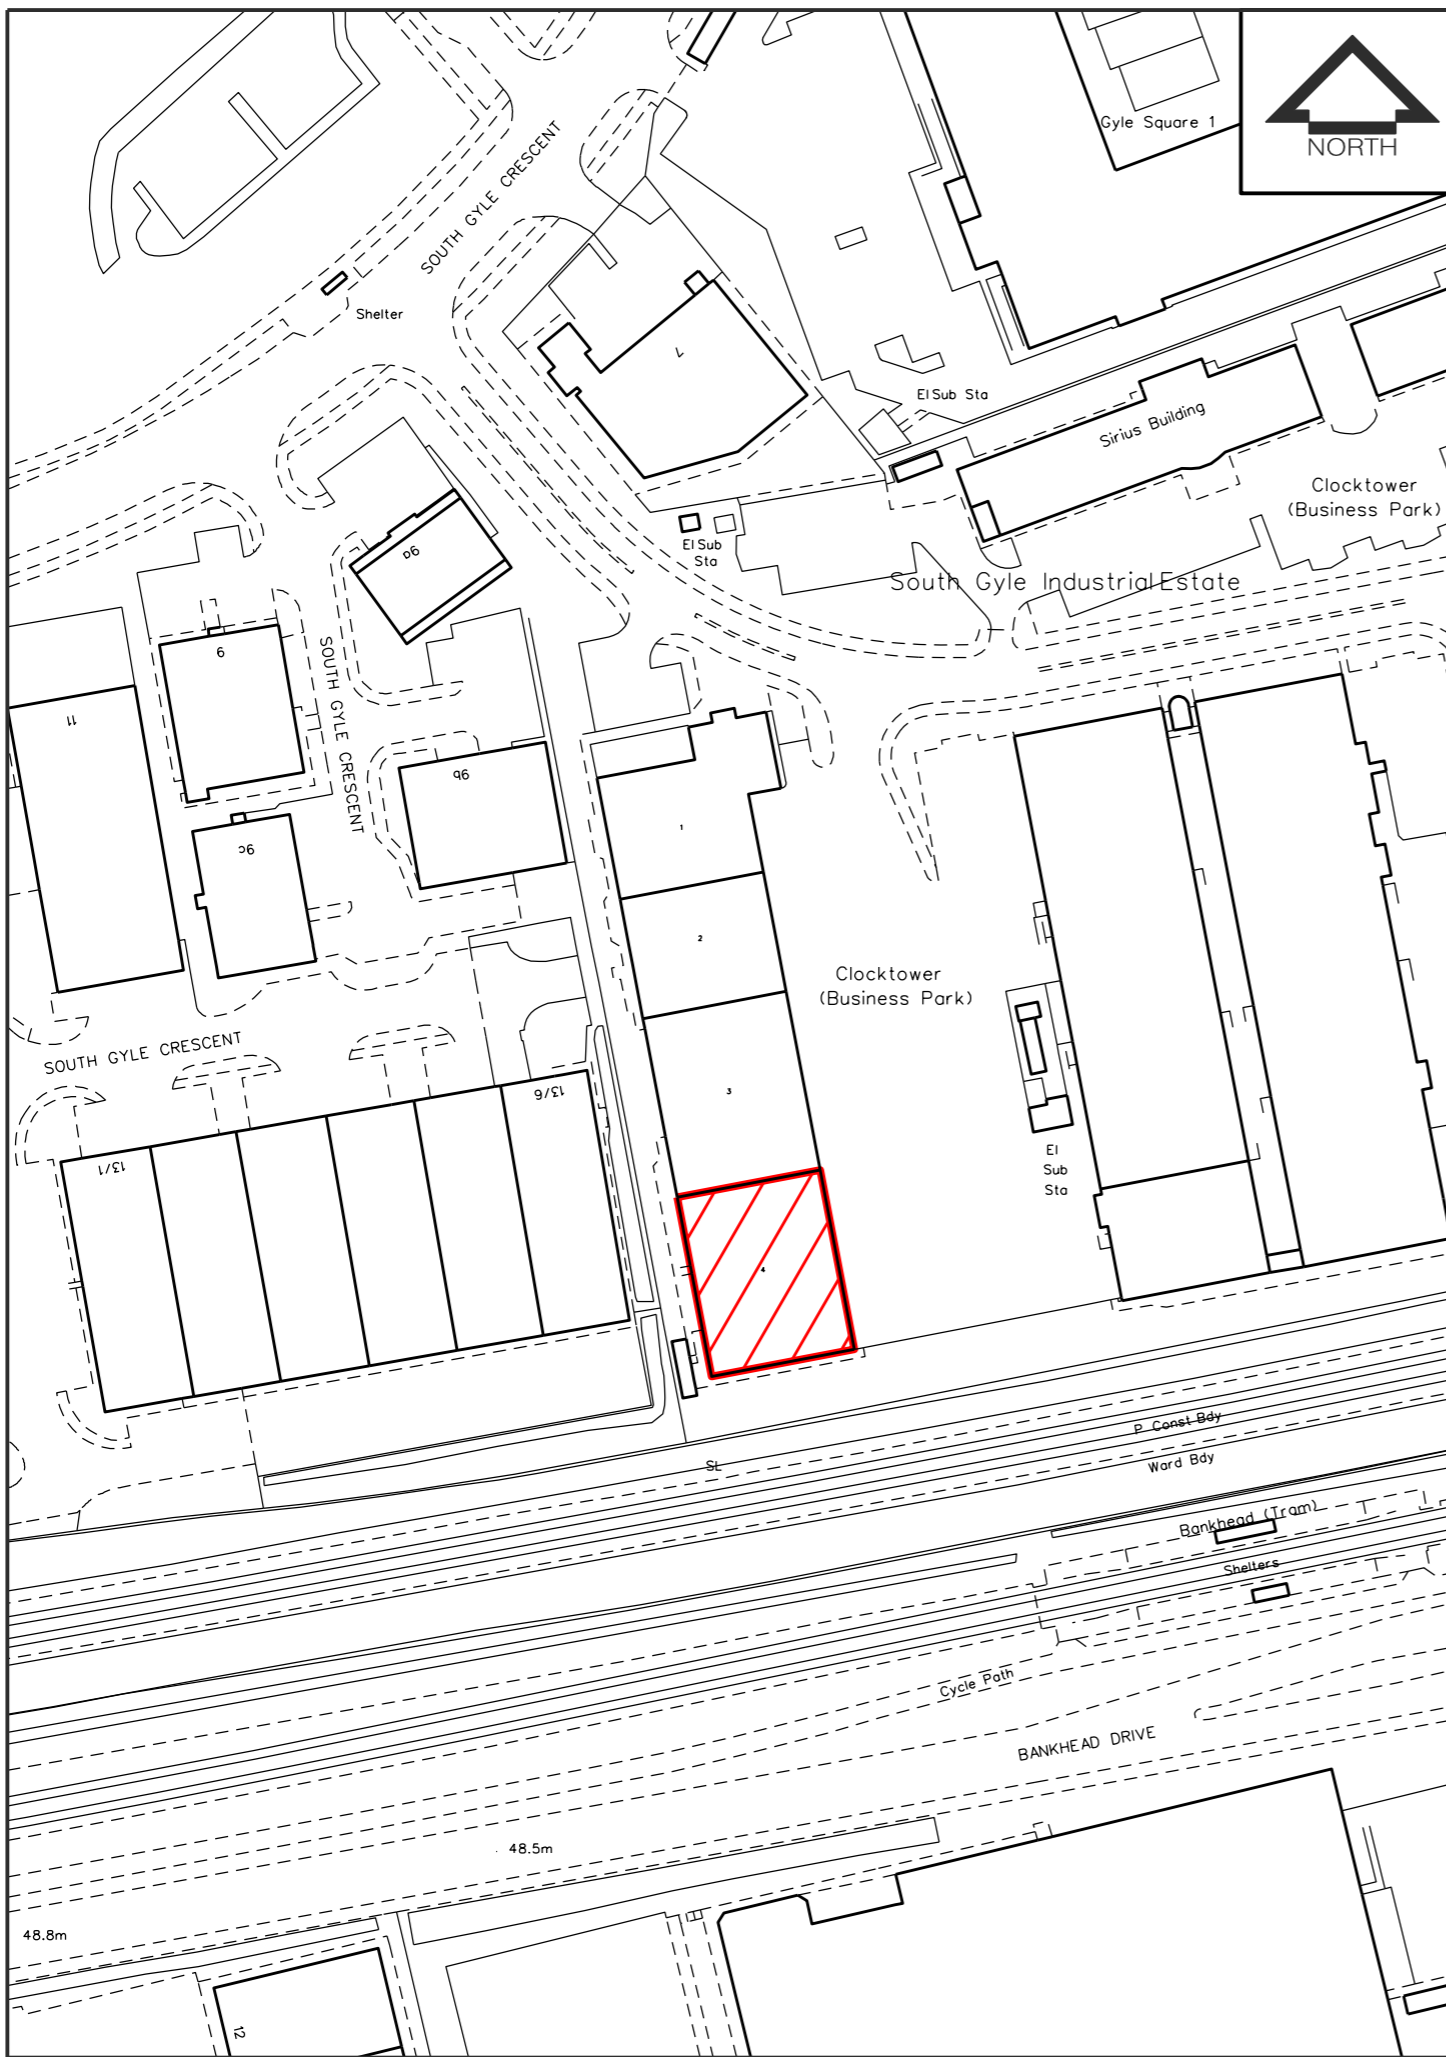 Gyle Square 1
NORTH
SOUTH GYLE CRESCENT
Shelter
7
El Sub Sta
Sirius Building
Clocktower
(Business Park)
El Sub
Sta
South Gyle Industrial Estate
9a
9
11
SOUTH GYLE CRESCENT
9b
9c
1
2
Clocktower
(Business Park)
3
SOUTH GYLE CRESCENT
13/6
13/1
El
Sub
Sta
4
P Const Bdy
Ward Bdy
SL
Bankhead (Tram)
Shelters
Cycle Path
BANKHEAD DRIVE
48.5m
48.8m
12